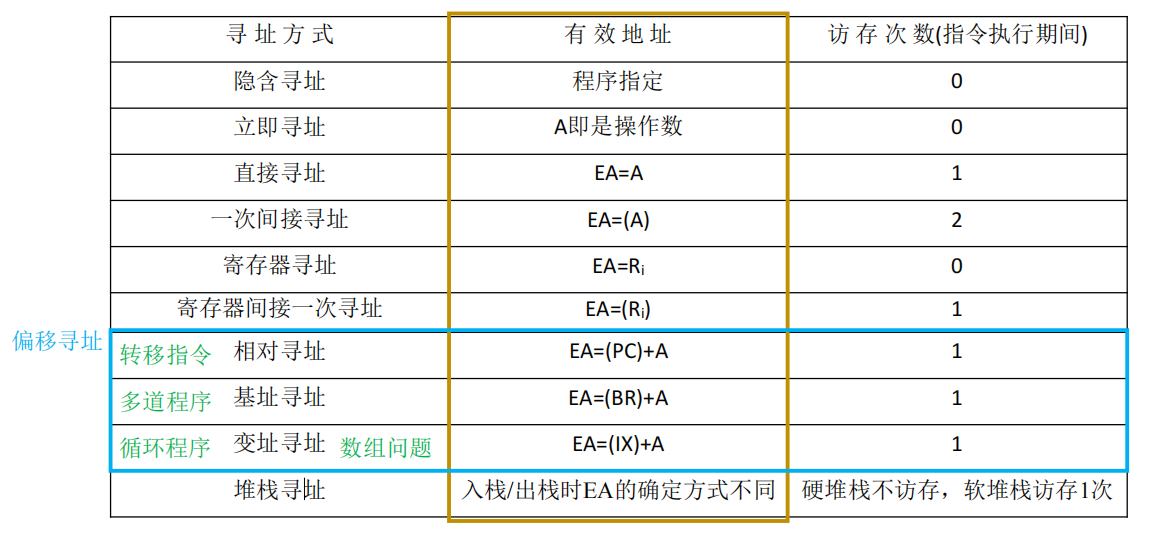 寻址方式 有效地址 访存次数(指令执行期间)
隐含寻址 程序指定 0
立即寻址 A即是操作数 0
直接寻址 EA=A 1
一次间接寻址 EA=(A) 2
寄存器寻址 EA=Rᵢ 0
寄存器间接一次寻址 EA=(Rᵢ) 1
偏移寻址
转移指令 相对寻址 EA=(PC)+A 1
多道程序 基址寻址 EA=(BR)+A 1
循环程序 变址寻址 数组问题 EA=(IX)+A 1
堆栈寻址 入栈/出栈时EA的确定方式不同 硬堆栈不访存，软堆栈访存1次